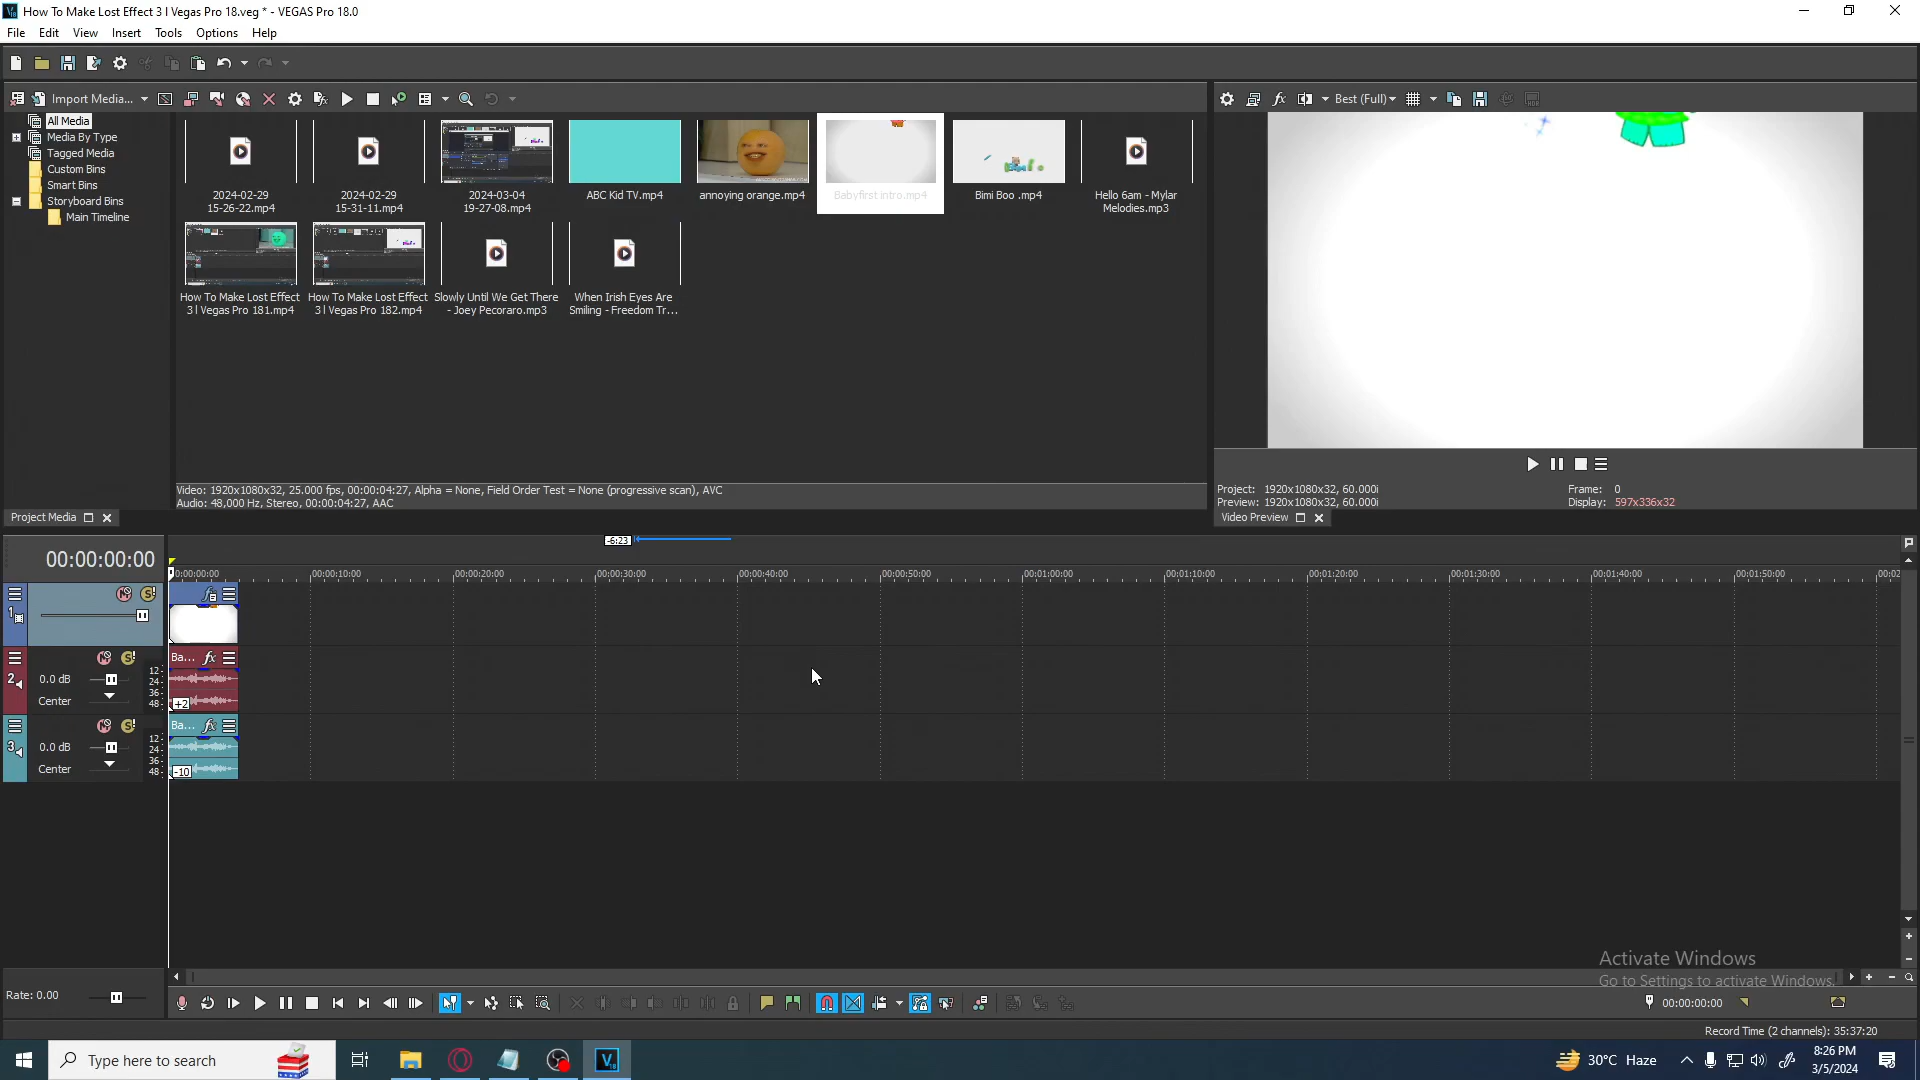 How To Make Lost Effect 3 l Vegas Pro 18.veg * - VEGAS Pro 18.0
File Edit View Insert Tools Options Help
Import Media...
Best (Full)
All Media
Media By Type
Tagged Media
Custom Bins
Smart Bins
Storyboard Bins
Main Timeline
2024-02-29
15-26-22.mp4
2024-02-29
15-31-11.mp4
2024-03-04
19-27-08.mp4
ABC Kid TV.mp4
annoying orange.mp4
Babyfirst intro.mp4
Bimi Boo .mp4
Hello 6am - Mylar
Melodies.mp3
How To Make Lost Effect
3 l Vegas Pro 181.mp4
How To Make Lost Effect
3 l Vegas Pro 182.mp4
Slowly Until We Get There
- Joey Pecoraro.mp3
When Irish Eyes Are
Smiling - Freedom Tr...
Video: 1920x1080x32, 25.000 fps, 00:00:04:27, Alpha = None, Field Order Test = None (progressive scan), AVC
Audio: 48,000 Hz, Stereo, 00:00:04:27, AAC
Project: 1920x1080x32, 60.000i
Preview: 1920x1080x32, 60.000i
Frame: 0
Display: 597x336x32
Project Media
Video Preview
00:00:00:00
-6:23
0:00:00:00 00:00:10:00 00:00:20:00 00:00:30:00 00:00:40:00 00:00:50:00 00:01:00:00 00:01:10:00 00:01:20:00 00:01:30:00 00:01:40:00 00:01:50:00 00:02
1
2
0.0 dB
Center
12
24
36
48
Ba... fx
+2
3
0.0 dB
Center
12
24
36
48
Ba... fx
-10
Activate Windows
Go to Settings to activate Windows.
Rate: 0.00
00:00:00:00
Record Time (2 channels): 35:37:20
Type here to search
30°C Haze
8:26 PM
3/5/2024